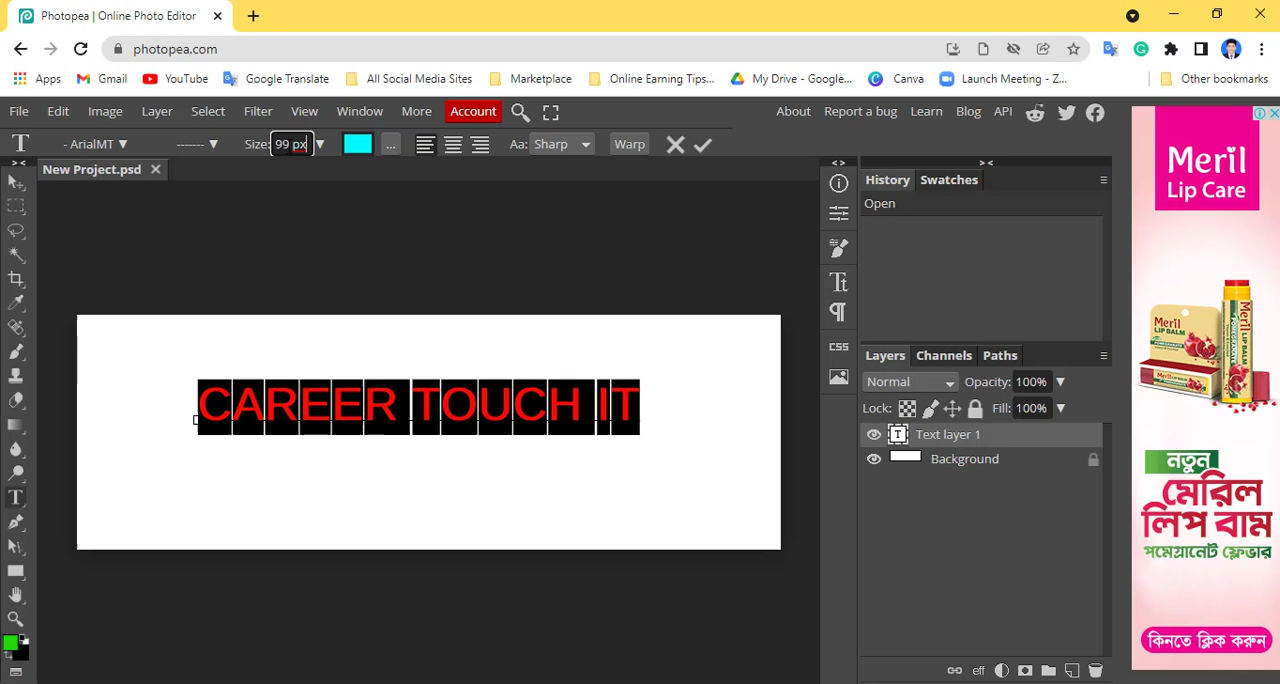 Photopea | Online Photo Editor
photopea.com
Apps Gmail YouTube Google Translate All Social Media Sites Marketplace Online Earning Tips... My Drive - Google... Canva Launch Meeting - Z... Other bookmarks
File Edit Image Layer Select Filter View Window More Account About Report a bug Learn Blog API
T - ArialMT ------- Size: 99 px ... Aa: Sharp Warp
New Project.psd
History Swatches
Open
CAREER TOUCH IT
CSS
Layers Channels Paths
Normal Opacity: 100%
Lock: Fill: 100%
Text layer 1
Background
eff
Meril
Lip Care
নতুন
মেরিল
লিপ বাম
পমেগ্রানেট ফ্লেভার
কিনতে ক্লিক করুন